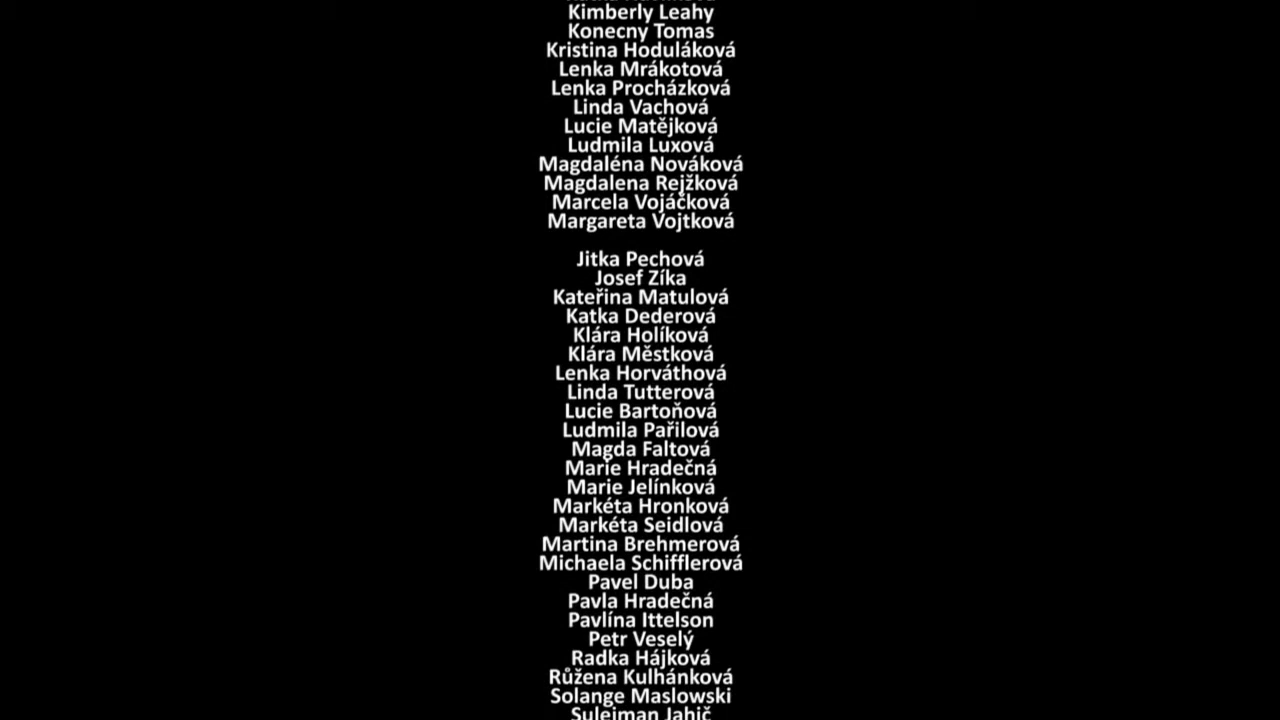 Kimberly Leahy
Konecny Tomas
Kristina Hoduláková
Lenka Mrákotová
Lenka Procházková
Linda Vachová
Lucie Matějková
Ludmila Luxová
Magdaléna Nováková
Magdalena Rejžková
Marcela Vojáčková
Margareta Vojtková
Jitka Pechová
Josef Zíka
Kateřina Matulová
Katka Dederová
Klára Holíková
Klára Městková
Lenka Horváthová
Linda Tutterová
Lucie Bartoňová
Ludmila Pařilová
Magda Faltová
Marie Hradečná
Marie Jelínková
Markéta Hronková
Markéta Seidlová
Martina Brehmerová
Michaela Schifflerová
Pavel Duba
Pavla Hradečná
Pavlína Ittelson
Petr Veselý
Radka Hájková
Růžena Kulhánková
Solange Maslowski
Sulejman Jahič